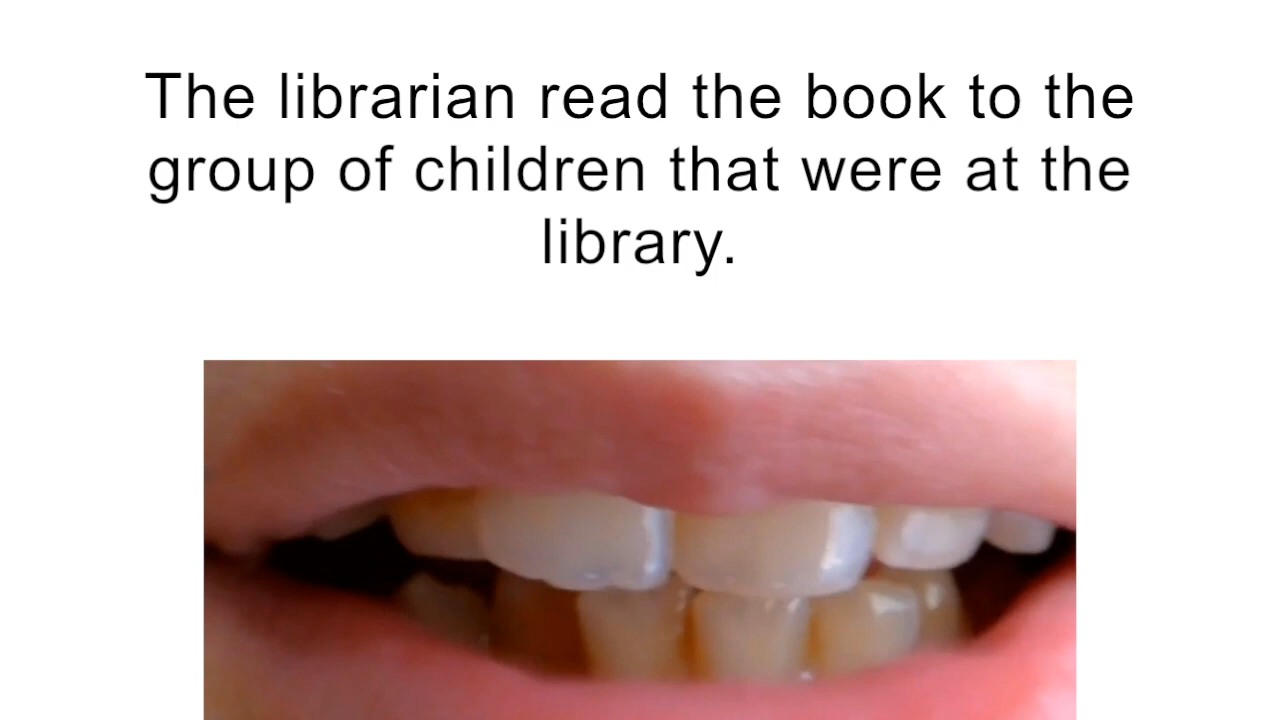 The librarian read the book to the
group of children that were at the
library.